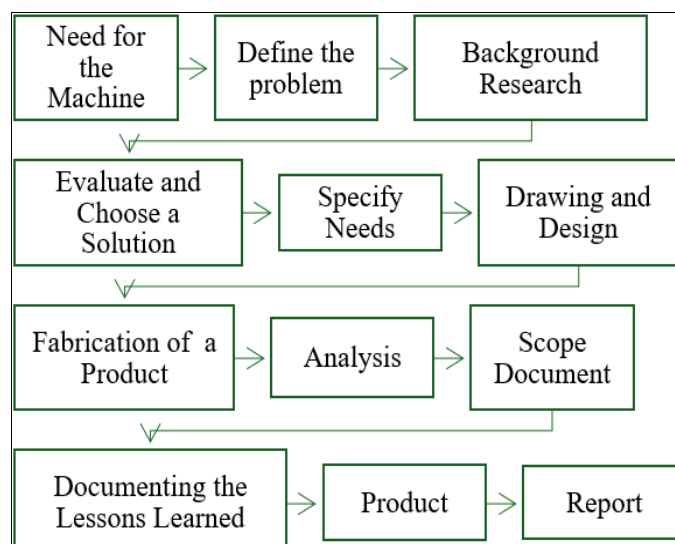 Need for
the
Machine
Define the
problem
Background
Research
Evaluate and
Choose a
Solution
Specify
Needs
Drawing and
Design
Fabrication of a
Product
Analysis
Scope
Document
Documenting the
Lessons Learned
Product
Report